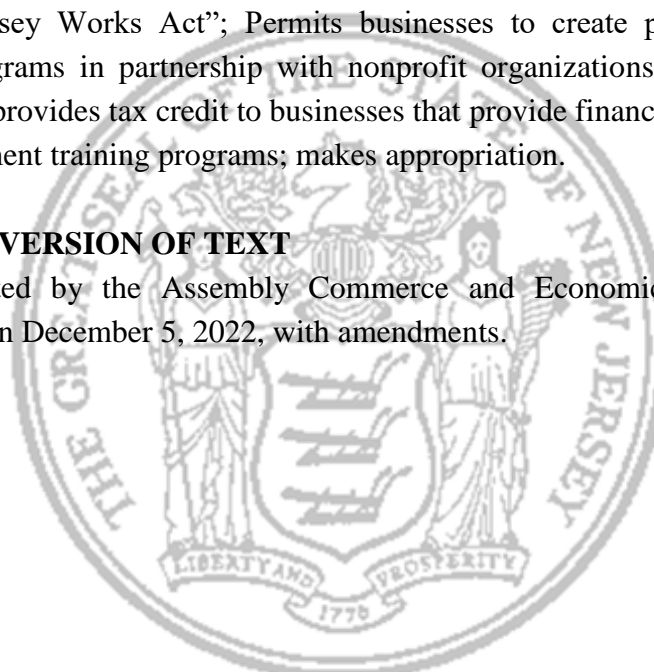 sey Works Act”; Permits businesses to create p
grams in partnership with nonprofit organizations
provides tax credit to businesses that provide financ
ment training programs; makes appropriation.
VERSION OF TEXT
ted by the Assembly Commerce and Economic
n December 5, 2022, with amendments.
THE GREAT SEAL OF THE STATE OF NEW JERSEY
LIBERTY AND PROSPERITY
1776